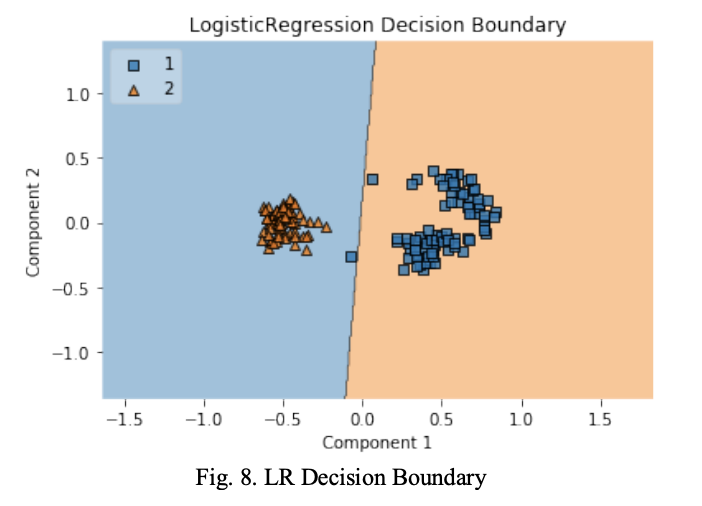 LogisticRegression Decision Boundary
1
2
1.0
0.5
0.0
−0.5
−1.0
Component 2
−1.5 −1.0 −0.5 0.0 0.5 1.0 1.5
Component 1
Fig. 8. LR Decision Boundary